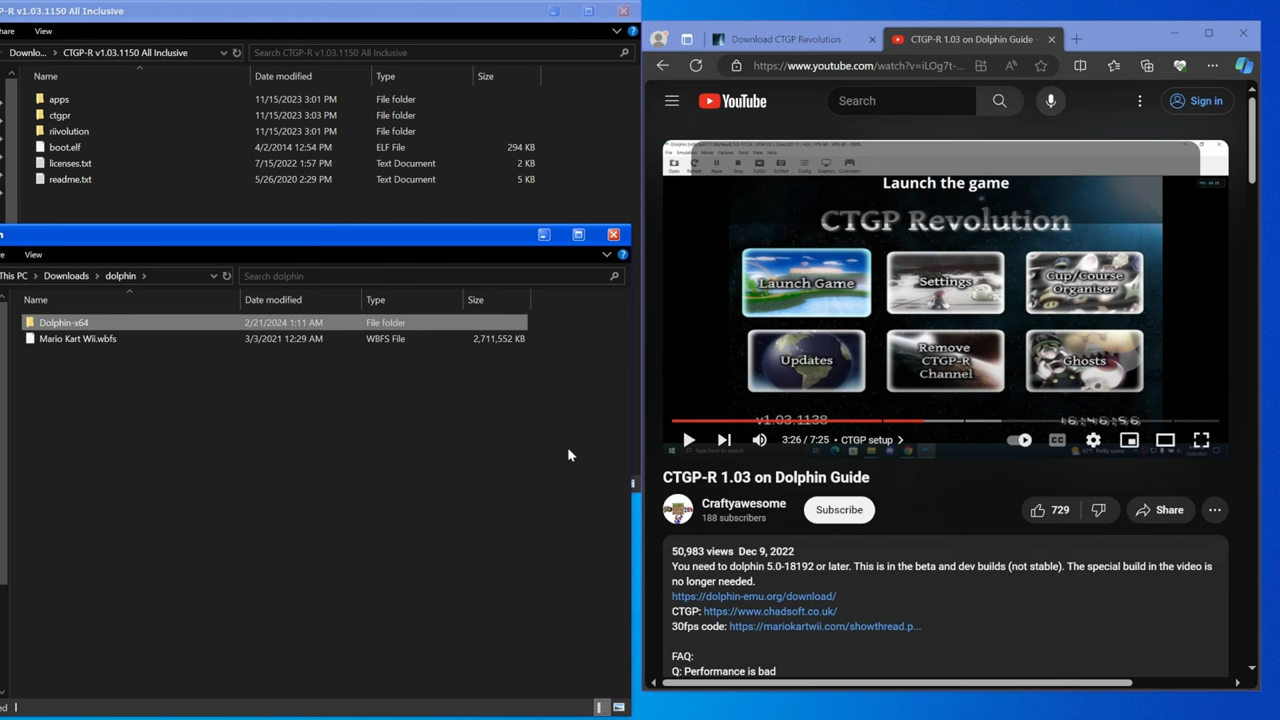 P-R v1.03.1150 All Inclusive
hare View
Downlo... CTGP-R v1.03.1150 All Inclusive Search CTGP-R v1.03.1150 All Inclusive
Name Date modified Type Size
apps 11/15/2023 3:01 PM File folder
ctgpr 11/15/2023 3:03 PM File folder
riivolution 11/15/2023 3:01 PM File folder
boot.elf 4/2/2014 12:54 PM ELF File 294 KB
licenses.txt 7/15/2022 1:57 PM Text Document 2 KB
readme.txt 5/26/2020 2:29 PM Text Document 5 KB
n
re View
This PC Downloads dolphin Search dolphin
Name Date modified Type Size
Dolphin-x64 2/21/2024 1:11 AM File folder
Mario Kart Wii.wbfs 3/3/2021 12:29 AM WBFS File 2,711,552 KB
ed
Download CTGP Revolution
CTGP-R 1.03 on Dolphin Guide -
https://www.youtube.com/watch?v=iLOg7t-...
YouTube
Search
Sign in
Launch the game
CTGP Revolution
Launch Game
Settings
Cup/Course
Organiser
Updates
Remove
CTGP-R
Channel
Ghosts
v1.03.1138
3:26 / 7:25 • CTGP setup
CC
CTGP-R 1.03 on Dolphin Guide
Craftyawesome
188 subscribers
Subscribe
729
Share
50,983 views Dec 9, 2022
You need to dolphin 5.0-18192 or later. This is in the beta and dev builds (not stable). The special build in the video is
no longer needed.
https://dolphin-emu.org/download/
CTGP: https://www.chadsoft.co.uk/
30fps code: https://mariokartwii.com/showthread.p...
FAQ:
Q: Performance is bad